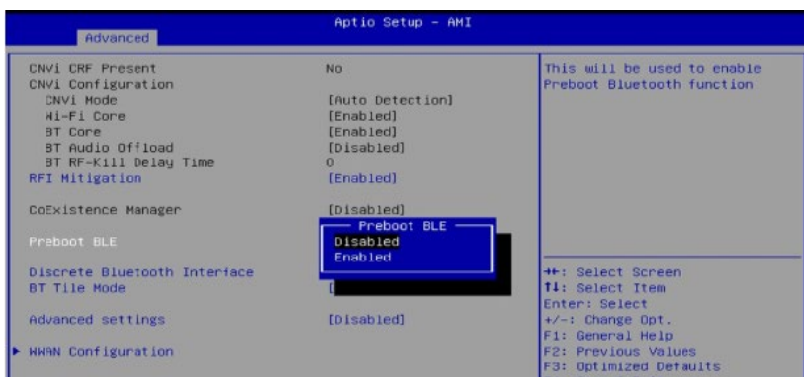 Aptio Setup - AMI
Advanced
CNVi CRF Present No
CNVi Configuration
CNVi Mode [Auto Detection]
Wi-Fi Core [Enabled]
BT Core [Enabled]
BT Audio Offload [Disabled]
BT RF-Kill Delay Time 0
RFI Mitigation [Enabled]
CoExistence Manager [Disabled]
Preboot BLE
Discrete Bluetooth Interface
BT Tile Mode [
Advanced settings [Disabled]
▶ WWAN Configuration
Preboot BLE
Disabled
Enabled
This will be used to enable
Preboot Bluetooth function
→←: Select Screen
↑↓: Select Item
Enter: Select
+/-: Change Opt.
F1: General Help
F2: Previous Values
F3: Optimized Defaults